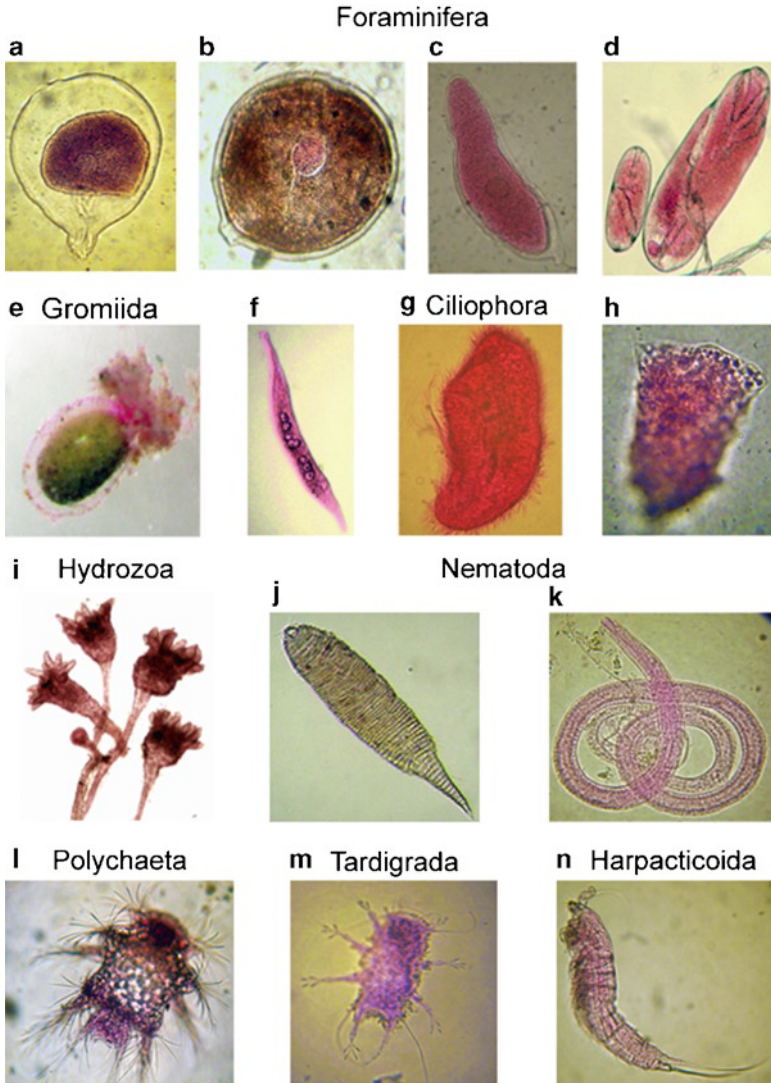 Foraminifera
a b c d
e Gromiida f g Ciliophora h
i Hydrozoa Nematoda
j k
l Polychaeta m Tardigrada n Harpacticoida